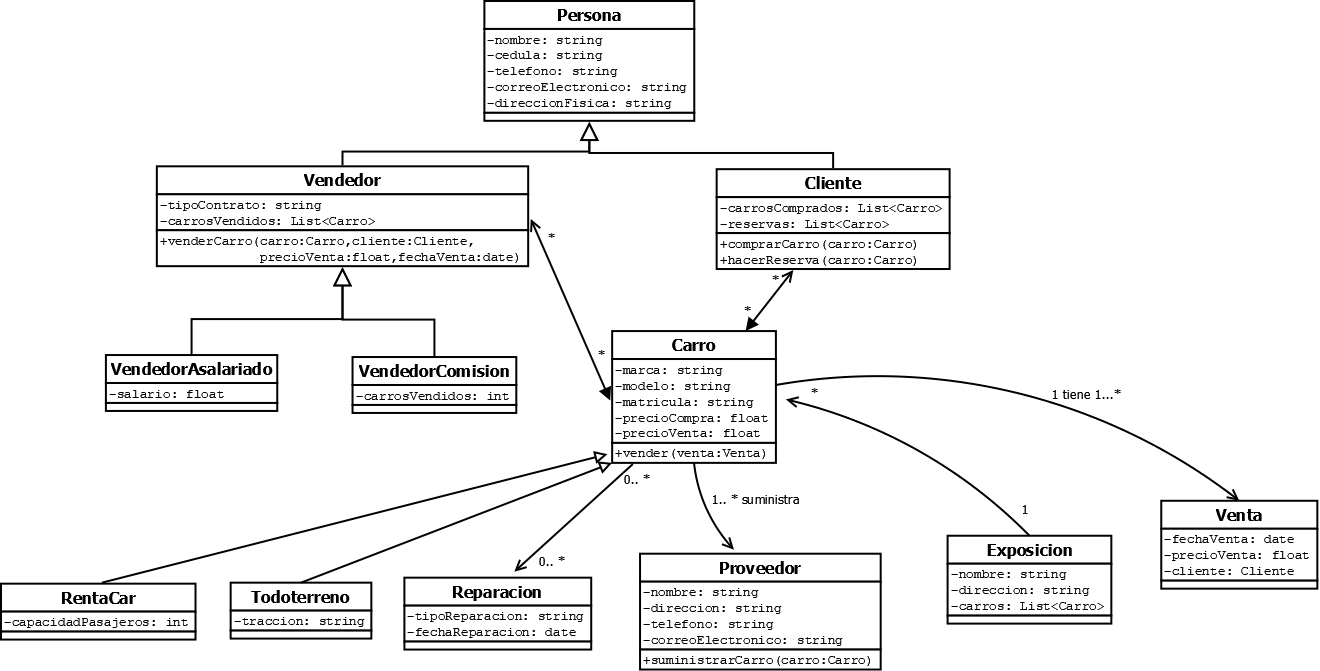 Persona
-nombre: string
-cedula: string
-telefono: string
-correoElectronico: string
-direccionFisica: string
Vendedor
-tipoContrato: string
-carrosVendidos: List<Carro>
+venderCarro(carro:Carro,cliente:Cliente,
precioVenta:float,fechaVenta:date)
Cliente
-carrosComprados: List<Carro>
-reservas: List<Carro>
+comprarCarro(carro:Carro)
+hacerReserva(carro:Carro)
*
*
*
*
VendedorAsalariado
-salario: float
VendedorComision
-carrosVendidos: int
Carro
-marca: string
-modelo: string
-matricula: string
-precioCompra: float
-precioVenta: float
+vender(venta:Venta)
*
1 tiene 1...*
0.. *
1.. * suministra
1
0.. *
RentaCar
-capacidadPasajeros: int
Todoterreno
-traccion: string
Reparacion
-tipoReparacion: string
-fechaReparacion: date
Proveedor
-nombre: string
-direccion: string
-telefono: string
-correoElectronico: string
+suministrarCarro(carro:Carro)
Exposicion
-nombre: string
-direccion: string
-carros: List<Carro>
Venta
-fechaVenta: date
-precioVenta: float
-cliente: Cliente